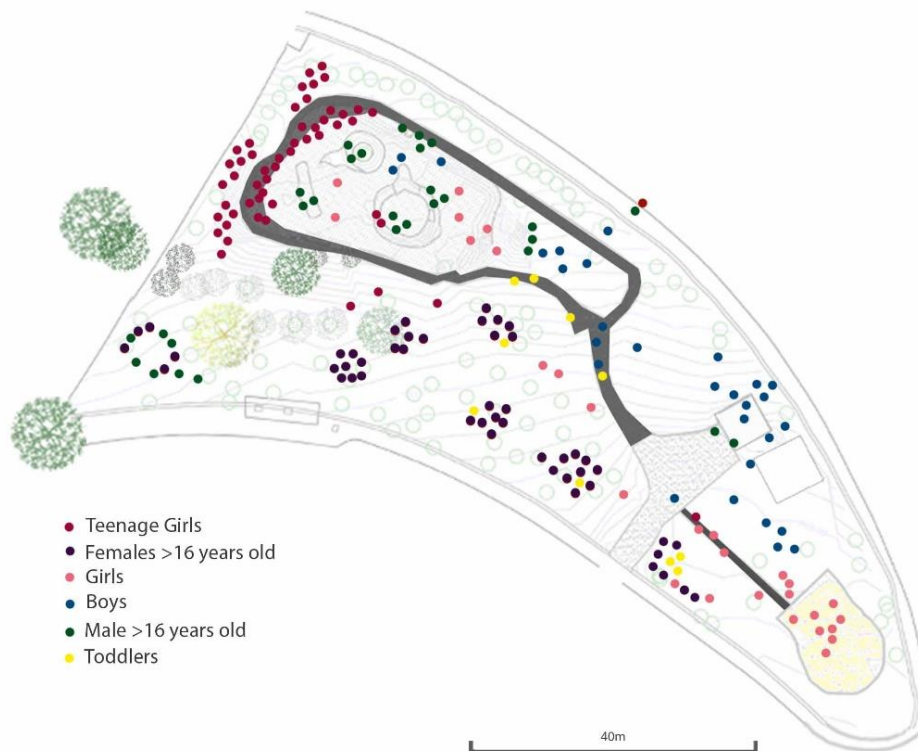 Teenage Girls
Females >16 years old
Girls
Boys
Male >16 years old
Toddlers
40m